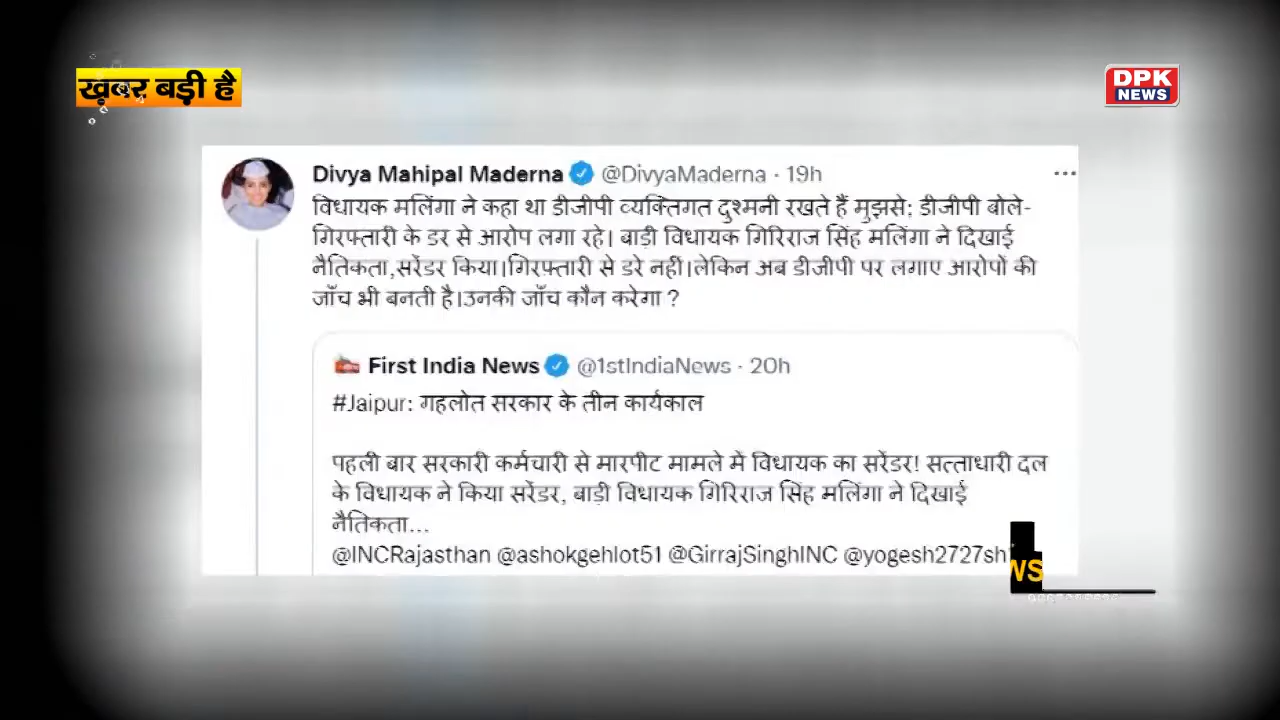 ख़बर बड़ी है
DPK
NEWS
Divya Mahipal Maderna @DivyaMaderna · 19h
विधायक मलिंगा ने कहा था डीजीपी व्यक्तिगत दुश्मनी रखते हैं मुझसे; डीजीपी बोले-
गिरफ्तारी के डर से आरोप लगा रहे। बाड़ी विधायक गिरिराज सिंह मलिंगा ने दिखाई
नैतिकता,सरेंडर किया।गिरफ्तारी से डरे नहीं।लेकिन अब डीजीपी पर लगाए आरोपों की
जाँच भी बनती है।उनकी जाँच कौन करेगा ?
First India News @1stIndiaNews · 20h
#Jaipur: गहलोत सरकार के तीन कार्यकाल
पहली बार सरकारी कर्मचारी से मारपीट मामले में विधायक का सरेंडर! सत्ताधारी दल
के विधायक ने किया सरेंडर, बाड़ी विधायक गिरिराज सिंह मलिंगा ने दिखाई
नैतिकता...
@INCRajasthan @ashokgehlot51 @GirrajSinghINC @yogesh2727sh
WS